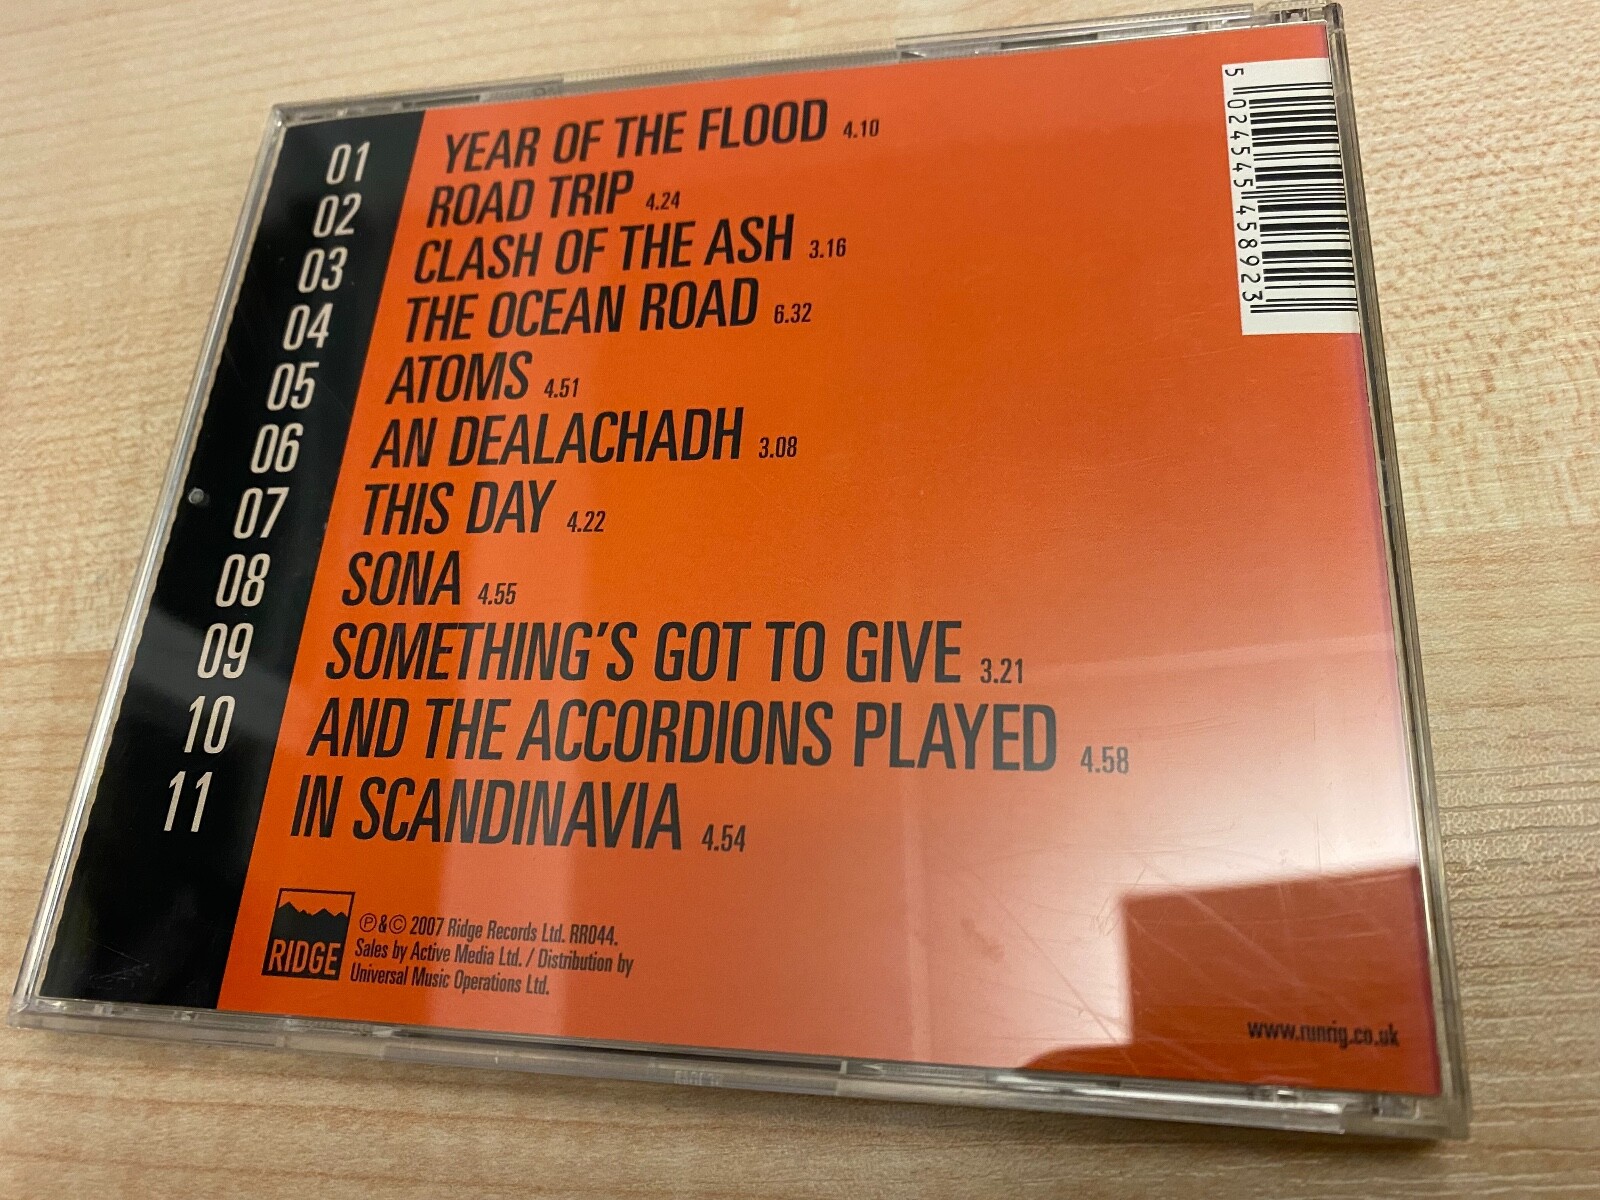 01 YEAR OF THE FLOOD 4.10
02 ROAD TRIP 4.24
03 CLASH OF THE ASH 3.16
04 THE OCEAN ROAD 6.32
05 ATOMS 4.51
06 AN DEALACHADH 3.08
07 THIS DAY 4.22
08 SONA 4.55
09 SOMETHING'S GOT TO GIVE 3.21
10 AND THE ACCORDIONS PLAYED 4.58
11 IN SCANDINAVIA 4.54
5 024545 458923
RIDGE
℗&© 2007 Ridge Records Ltd. RR044.
Sales by Active Media Ltd. / Distribution by
Universal Music Operations Ltd.
www.runrig.co.uk